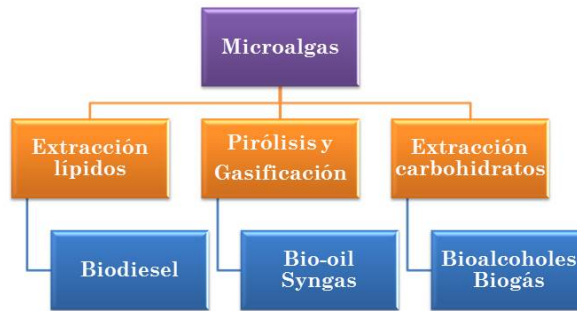 Microalgas
Extracción
lípidos
Pirólisis y
Gasificación
Extracción
carbohidratos
Biodiesel
Bio-oil
Syngas
Bioalcoholes
Biogás